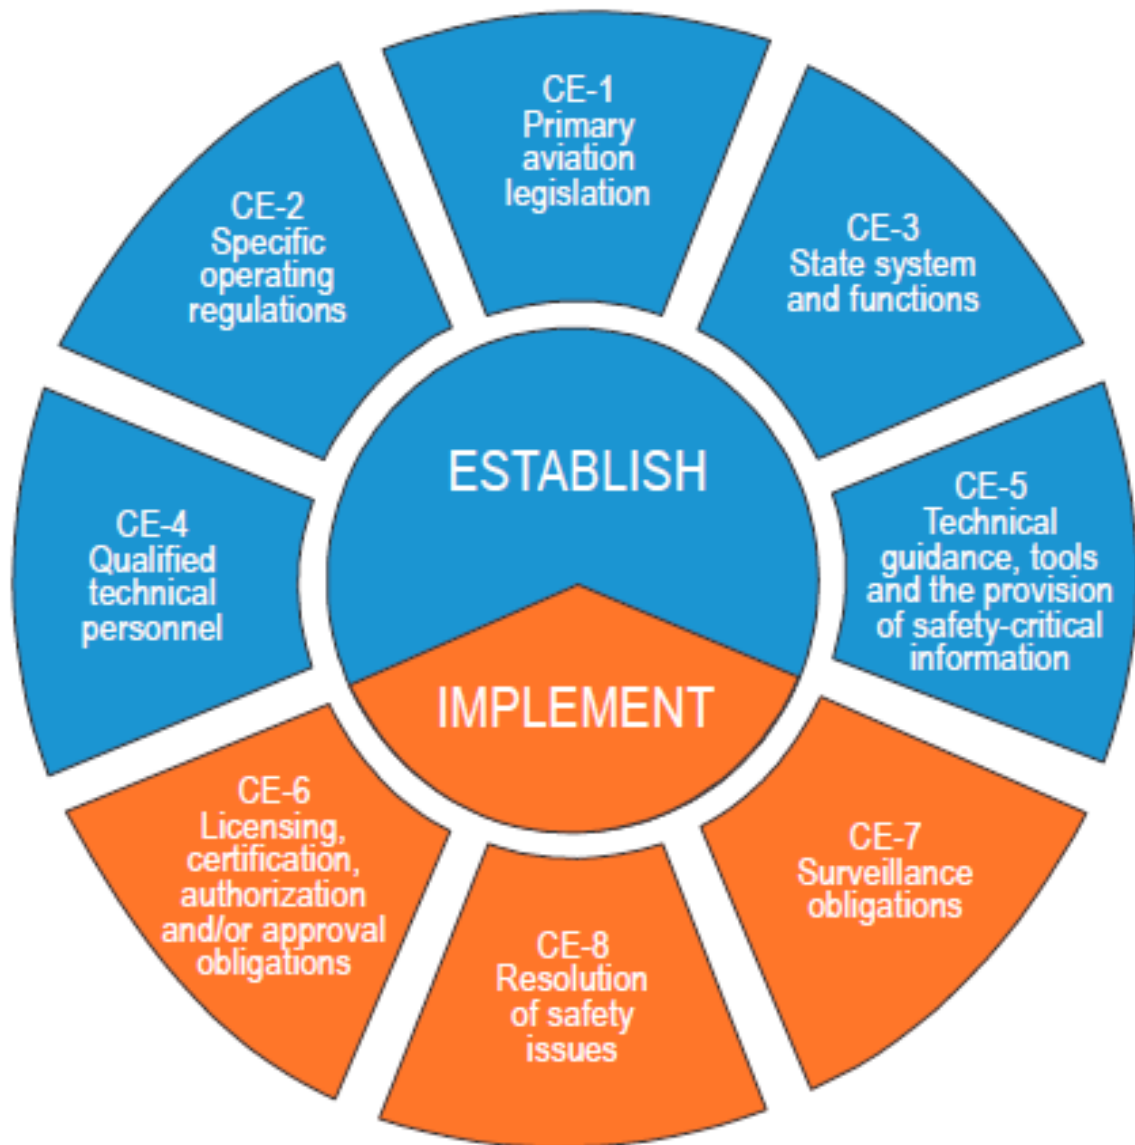 CE-1
Primary
aviation
legislation
CE-2
Specific
operating
regulations
CE-3
State system
and functions
ESTABLISH
CE-4
Qualified
technical
personnel
CE-5
Technical
guidance, tools
and the provision
of safety-critical
information
IMPLEMENT
CE-6
Licensing,
certification,
authorization
and/or approval
obligations
CE-7
Surveillance
obligations
CE-8
Resolution
of safety
issues